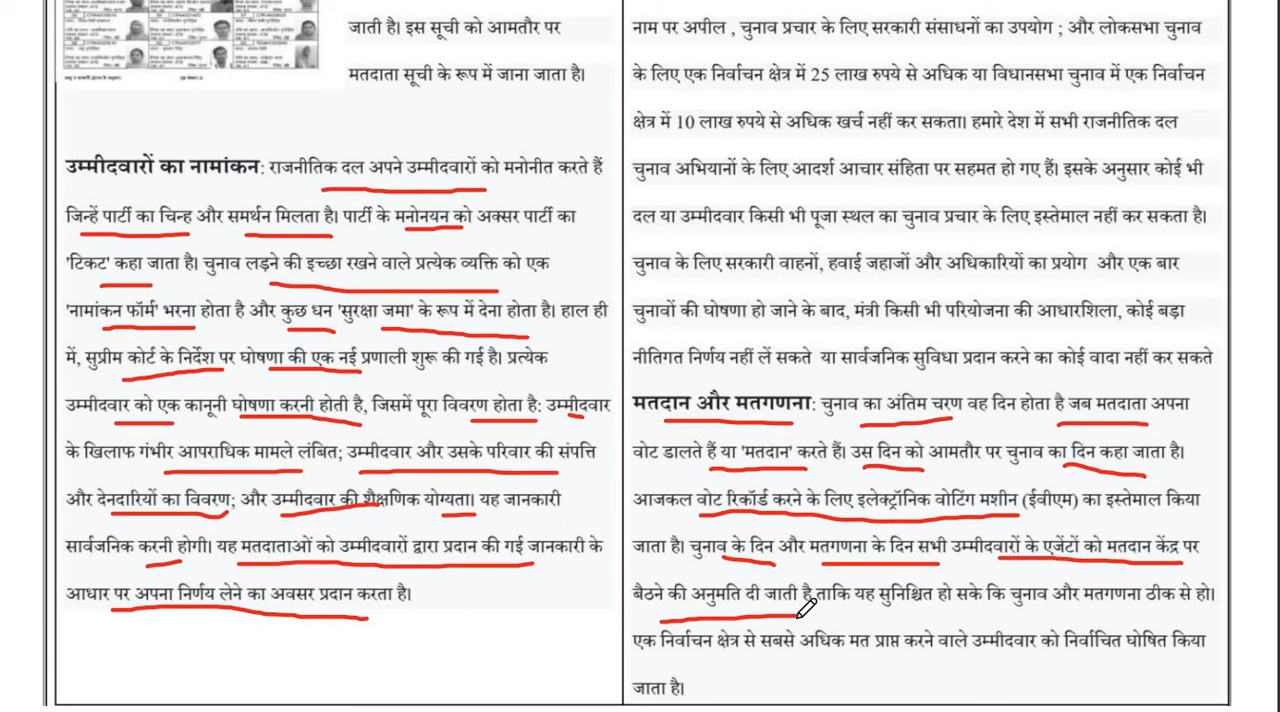 जाती है। इस सूची को आमतौर पर
मतदाता सूची के रूप में जाना जाता है।
उम्मीदवारों का नामांकन: राजनीतिक दल अपने उम्मीदवारों को मनोनीत करते हैं
जिन्हें पार्टी का चिन्ह और समर्थन मिलता है। पार्टी के मनोनयन को अक्सर पार्टी का
'टिकट' कहा जाता है। चुनाव लड़ने की इच्छा रखने वाले प्रत्येक व्यक्ति को एक
'नामांकन फॉर्म' भरना होता है और कुछ धन 'सुरक्षा जमा' के रूप में देना होता है। हाल ही
में, सुप्रीम कोर्ट के निर्देश पर घोषणा की एक नई प्रणाली शुरू की गई है। प्रत्येक
उम्मीदवार को एक कानूनी घोषणा करनी होती है, जिसमें पूरा विवरण होता है: उम्मीदवार
के खिलाफ गंभीर आपराधिक मामले लंबित; उम्मीदवार और उसके परिवार की संपत्ति
और देनदारियों का विवरण; और उम्मीदवार की शैक्षणिक योग्यता। यह जानकारी
सार्वजनिक करनी होगी। यह मतदाताओं को उम्मीदवारों द्वारा प्रदान की गई जानकारी के
आधार पर अपना निर्णय लेने का अवसर प्रदान करता है।
नाम पर अपील , चुनाव प्रचार के लिए सरकारी संसाधनों का उपयोग ; और लोकसभा चुनाव
के लिए एक निर्वाचन क्षेत्र में 25 लाख रुपये से अधिक या विधानसभा चुनाव में एक निर्वाचन
क्षेत्र में 10 लाख रुपये से अधिक खर्च नहीं कर सकता। हमारे देश में सभी राजनीतिक दल
चुनाव अभियानों के लिए आदर्श आचार संहिता पर सहमत हो गए हैं। इसके अनुसार कोई भी
दल या उम्मीदवार किसी भी पूजा स्थल का चुनाव प्रचार के लिए इस्तेमाल नहीं कर सकता है।
चुनाव के लिए सरकारी वाहनों, हवाई जहाजों और अधिकारियों का प्रयोग और एक बार
चुनावों की घोषणा हो जाने के बाद, मंत्री किसी भी परियोजना की आधारशिला, कोई बड़ा
नीतिगत निर्णय नहीं लें सकते या सार्वजनिक सुविधा प्रदान करने का कोई वादा नहीं कर सकते
मतदान और मतगणना: चुनाव का अंतिम चरण वह दिन होता है जब मतदाता अपना
वोट डालते हैं या 'मतदान' करते हैं। उस दिन को आमतौर पर चुनाव का दिन कहा जाता है।
आजकल वोट रिकॉर्ड करने के लिए इलेक्ट्रॉनिक वोटिंग मशीन (ईवीएम) का इस्तेमाल किया
जाता है। चुनाव के दिन और मतगणना के दिन सभी उम्मीदवारों के एजेंटों को मतदान केंद्र पर
बैठने की अनुमति दी जाती है ताकि यह सुनिश्चित हो सके कि चुनाव और मतगणना ठीक से हो।
एक निर्वाचन क्षेत्र से सबसे अधिक मत प्राप्त करने वाले उम्मीदवार को निर्वाचित घोषित किया
जाता है।